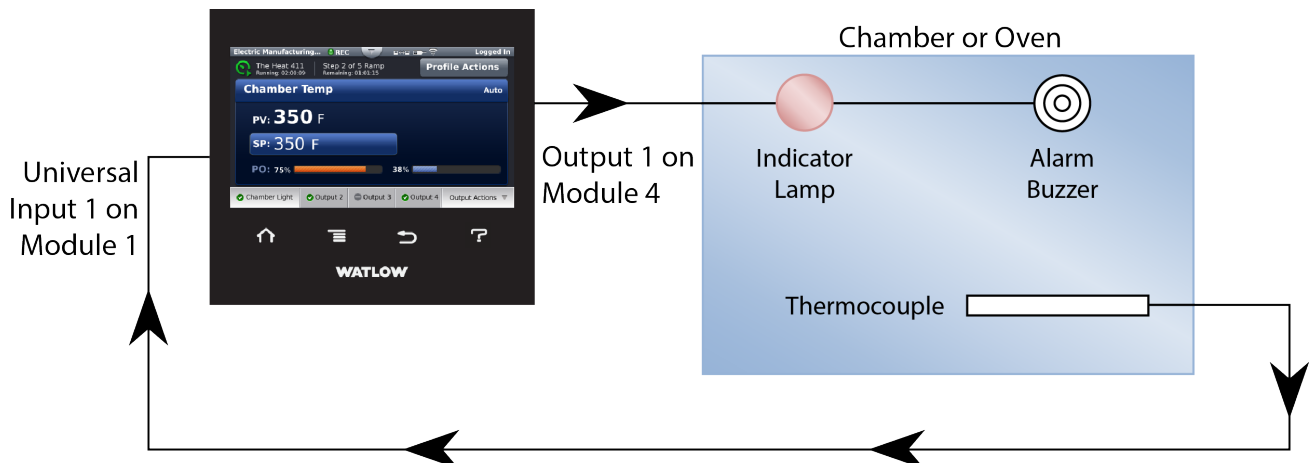 Chamber or Oven
Electric Manufacturing... REC Logged In
The Heat 411
Running: 02:00:09
Step 2 of 5 Ramp
Remaining: 01:01:15
Profile Actions
Chamber Temp Auto
PV: 350 F
SP: 350 F
PO: 75% 38%
Chamber Light Output 2 Output 3 Output 4 Output Actions
WATLOW
Universal
Input 1 on
Module 1
Output 1 on
Module 4
Indicator
Lamp
Alarm
Buzzer
Thermocouple